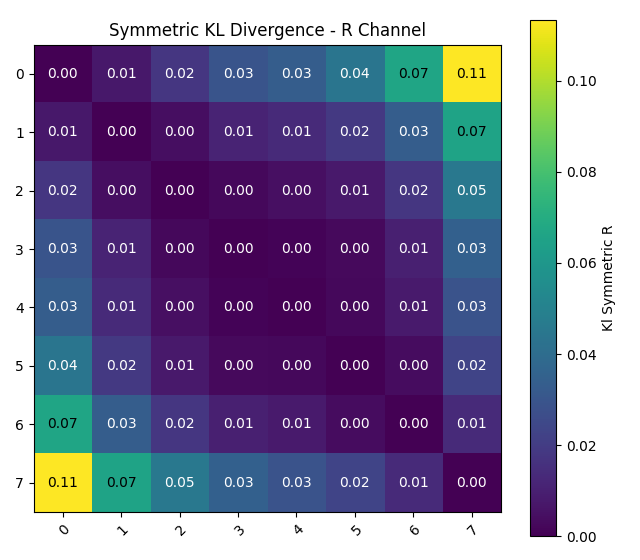 Symmetric KL Divergence - R Channel
0 0.00 0.01 0.02 0.03 0.03 0.04 0.07 0.11
1 0.01 0.00 0.00 0.01 0.01 0.02 0.03 0.07
2 0.02 0.00 0.00 0.00 0.00 0.01 0.02 0.05
3 0.03 0.01 0.00 0.00 0.00 0.00 0.01 0.03
4 0.03 0.01 0.00 0.00 0.00 0.00 0.01 0.03
5 0.04 0.02 0.01 0.00 0.00 0.00 0.00 0.02
6 0.07 0.03 0.02 0.01 0.01 0.00 0.00 0.01
7 0.11 0.07 0.05 0.03 0.03 0.02 0.01 0.00
0 1 2 3 4 5 6 7
0.10
0.08
0.06
0.04
0.02
0.00
Kl Symmetric R